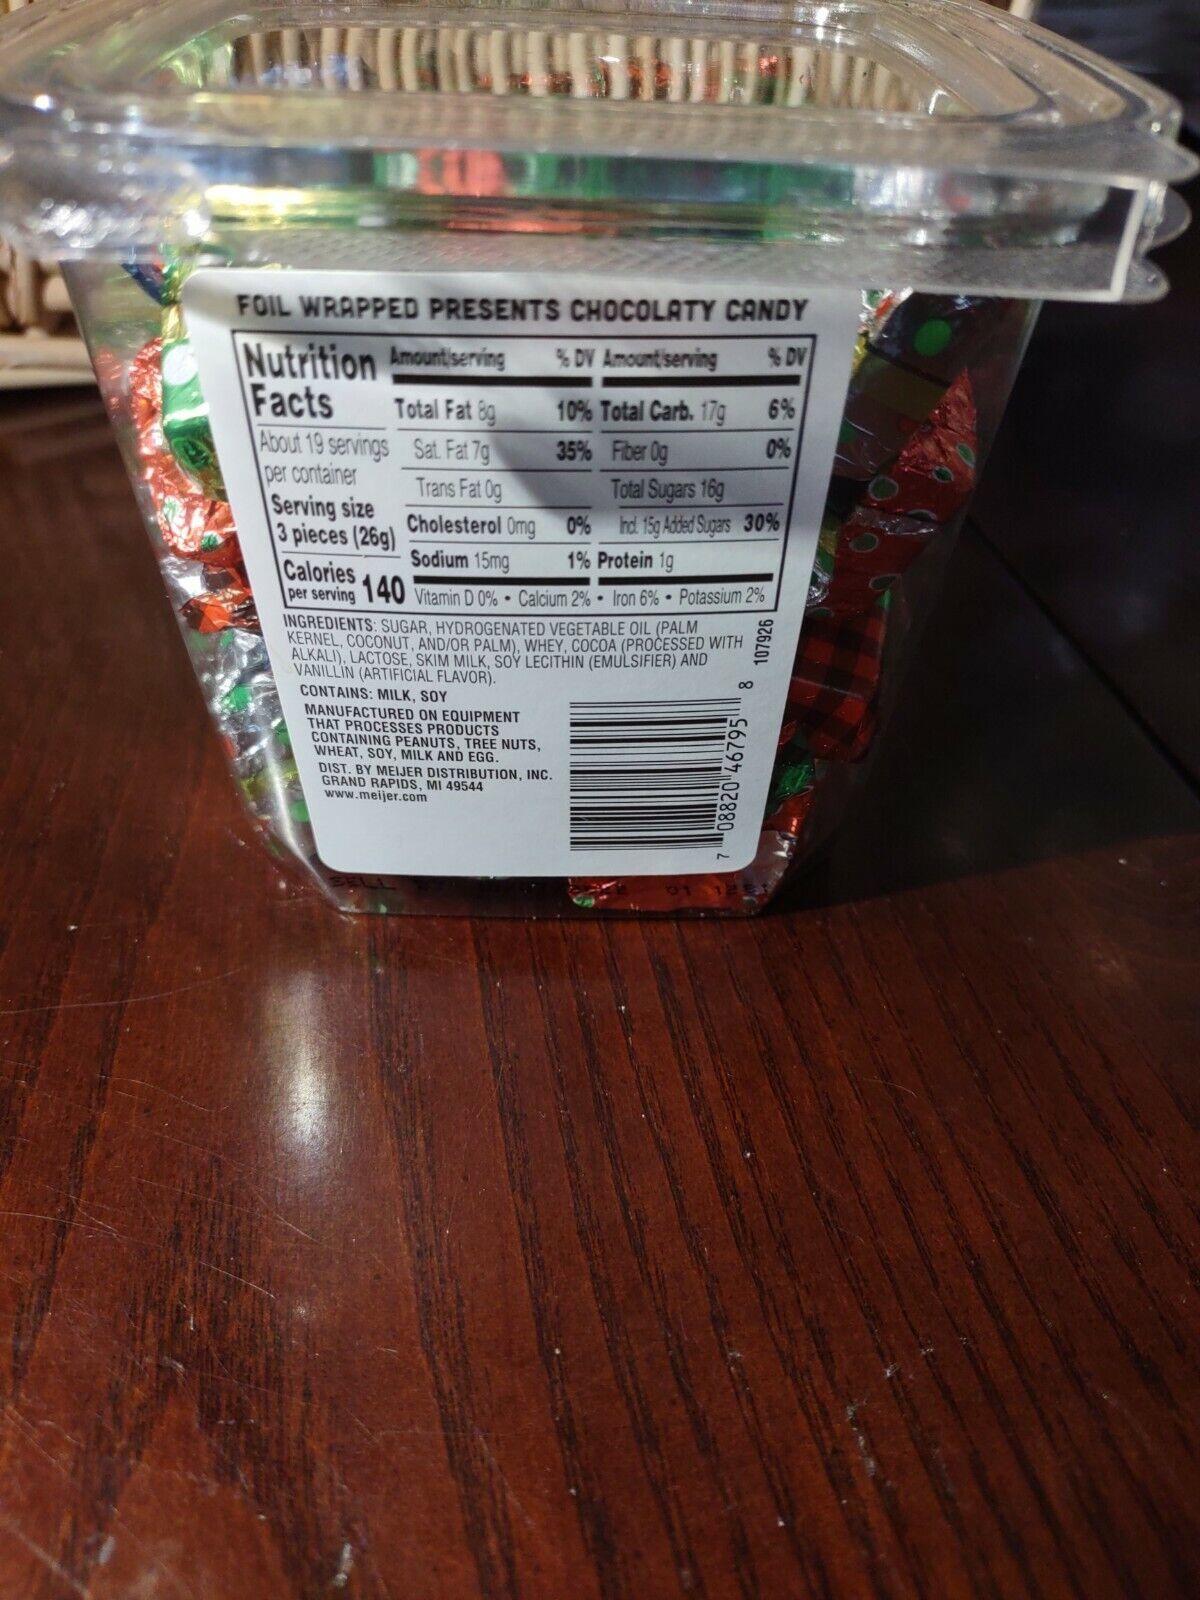 FOIL WRAPPED PRESENTS CHOCOLATY CANDY
Nutrition Facts
About 19 servings
per container
Serving size
3 pieces (26g)
Calories per serving 140
Amount/serving % DV
Total Fat 8g 10%
Sat. Fat 7g 35%
Trans Fat 0g
Cholesterol 0mg 0%
Sodium 15mg 1%
Amount/serving % DV
Total Carb. 17g 6%
Fiber 0g 0%
Total Sugars 16g
Incl. 15g Added Sugars 30%
Protein 1g
Vitamin D 0% • Calcium 2% • Iron 6% • Potassium 2%
INGREDIENTS: SUGAR, HYDROGENATED VEGETABLE OIL (PALM
KERNEL, COCONUT, AND/OR PALM), WHEY, COCOA (PROCESSED WITH
ALKALI), LACTOSE, SKIM MILK, SOY LECITHIN (EMULSIFIER) AND
VANILLIN (ARTIFICIAL FLAVOR).
CONTAINS: MILK, SOY
MANUFACTURED ON EQUIPMENT
THAT PROCESSES PRODUCTS
CONTAINING PEANUTS, TREE NUTS,
WHEAT, SOY, MILK AND EGG.
DIST. BY MEIJER DISTRIBUTION, INC.
GRAND RAPIDS, MI 49544
www.meijer.com
7 08820 46795 8
107926
SELL